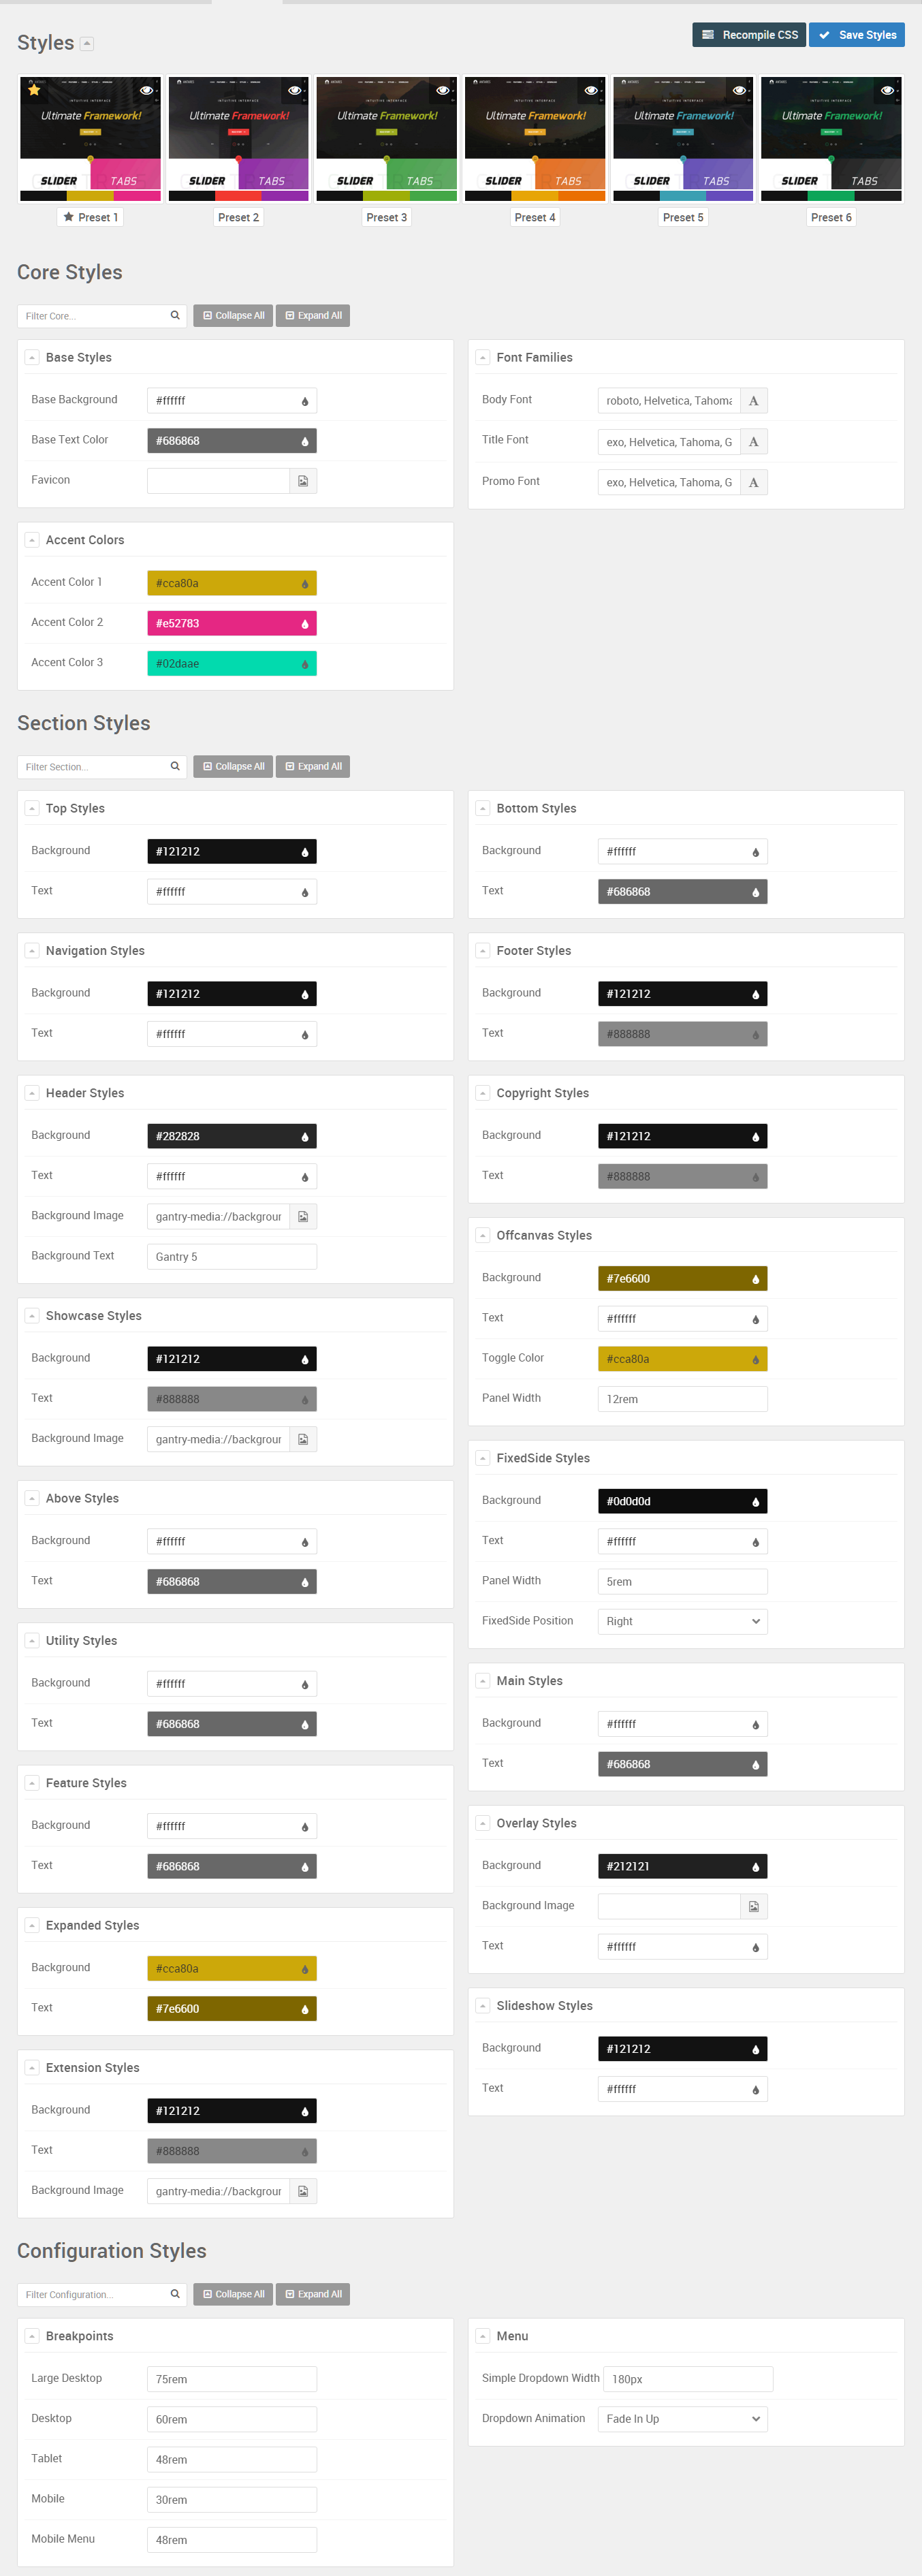 Styles
Recompile CSS
Save Styles
INTUITIVE INTERFACE
Ultimate Framework!
SLIDER
TABS
Preset 1
INTUITIVE INTERFACE
Ultimate Framework!
SLIDER
TABS
Preset 2
INTUITIVE INTERFACE
Ultimate Framework!
SLIDER
TABS
Preset 3
INTUITIVE INTERFACE
Ultimate Framework!
SLIDER
TABS
Preset 4
INTUITIVE INTERFACE
Ultimate Framework!
SLIDER
TABS
Preset 5
INTUITIVE INTERFACE
Ultimate Framework!
SLIDER
TABS
Preset 6
Core Styles
Filter Core...
Collapse All
Expand All
Base Styles
Base Background #ffffff
Base Text Color #686868
Favicon
Font Families
Body Font roboto, Helvetica, Tahoma
Title Font exo, Helvetica, Tahoma, G
Promo Font exo, Helvetica, Tahoma, G
Accent Colors
Accent Color 1 #cca80a
Accent Color 2 #e52783
Accent Color 3 #02daae
Section Styles
Filter Section...
Collapse All
Expand All
Top Styles
Background #121212
Text #ffffff
Navigation Styles
Background #121212
Text #ffffff
Header Styles
Background #282828
Text #ffffff
Background Image gantry-media://backgrour
Background Text Gantry 5
Showcase Styles
Background #121212
Text #888888
Background Image gantry-media://backgrour
Above Styles
Background #ffffff
Text #686868
Utility Styles
Background #ffffff
Text #686868
Feature Styles
Background #ffffff
Text #686868
Expanded Styles
Background #cca80a
Text #7e6600
Extension Styles
Background #121212
Text #888888
Background Image gantry-media://backgrour
Bottom Styles
Background #ffffff
Text #686868
Footer Styles
Background #121212
Text #888888
Copyright Styles
Background #121212
Text #888888
Offcanvas Styles
Background #7e6600
Text #ffffff
Toggle Color #cca80a
Panel Width 12rem
FixedSide Styles
Background #0d0d0d
Text #ffffff
Panel Width 5rem
FixedSide Position Right
Main Styles
Background #ffffff
Text #686868
Overlay Styles
Background #212121
Background Image
Text #ffffff
Slideshow Styles
Background #121212
Text #ffffff
Configuration Styles
Filter Configuration...
Collapse All
Expand All
Breakpoints
Large Desktop 75rem
Desktop 60rem
Tablet 48rem
Mobile 30rem
Mobile Menu 48rem
Menu
Simple Dropdown Width 180px
Dropdown Animation Fade In Up